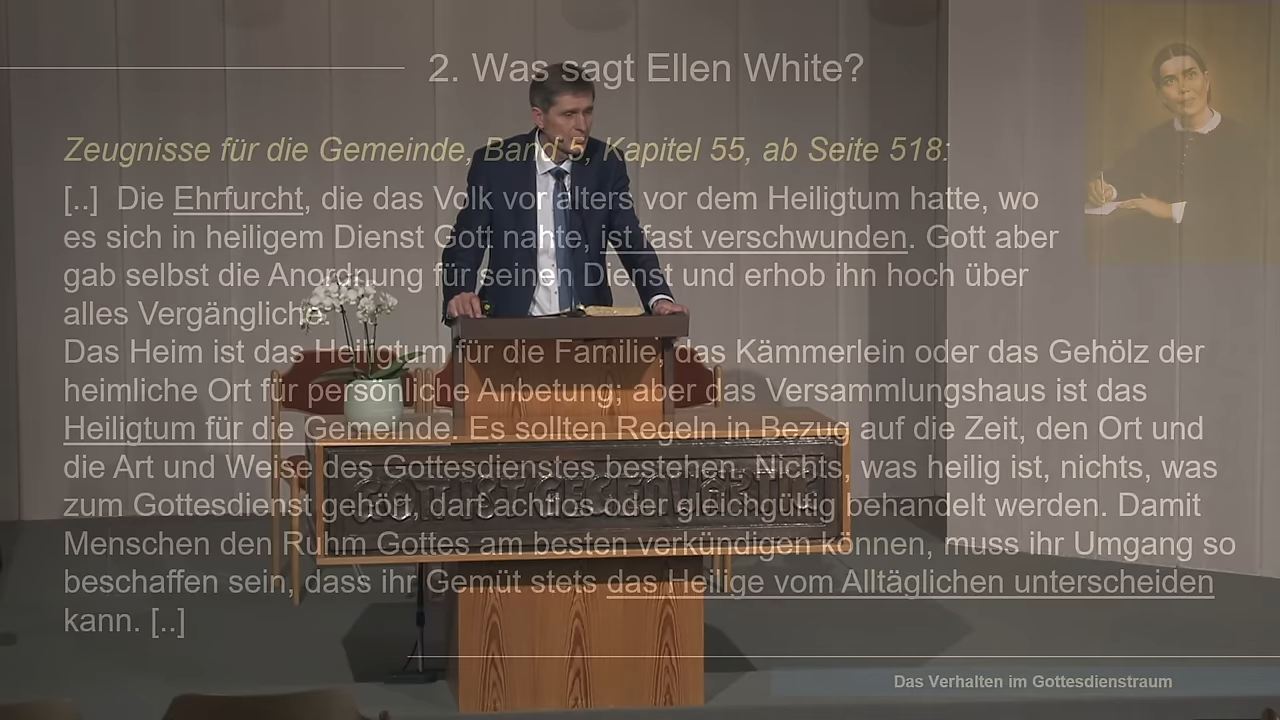 2. Was sagt Ellen White?
Zeugnisse für die Gemeinde, Band 5, Kapitel 55, ab Seite 518:
[..] Die Ehrfurcht, die das Volk vor alters vor dem Heiligtum hatte, wo
es sich in heiligem Dienst Gott nahte, ist fast verschwunden. Gott aber
gab selbst die Anordnung für seinen Dienst und erhob ihn hoch über
alles Vergängliche.
Das Heim ist das Heiligtum für die Familie, das Kämmerlein oder das Gehölz der
heimliche Ort für persönliche Anbetung; aber das Versammlungshaus ist das
Heiligtum für die Gemeinde. Es sollten Regeln in Bezug auf die Zeit, den Ort und
die Art und Weise des Gottesdienstes bestehen. Nichts, was heilig ist, nichts, was
zum Gottesdienst gehört, darf achtlos oder gleichgültig behandelt werden. Damit
Menschen den Ruhm Gottes am besten verkündigen können, muss ihr Umgang so
beschaffen sein, dass ihr Gemüt stets das Heilige vom Alltäglichen unterscheiden
kann. [..]
GOTT IST GEGENWÄRTIG
Das Verhalten im Gottesdienstraum